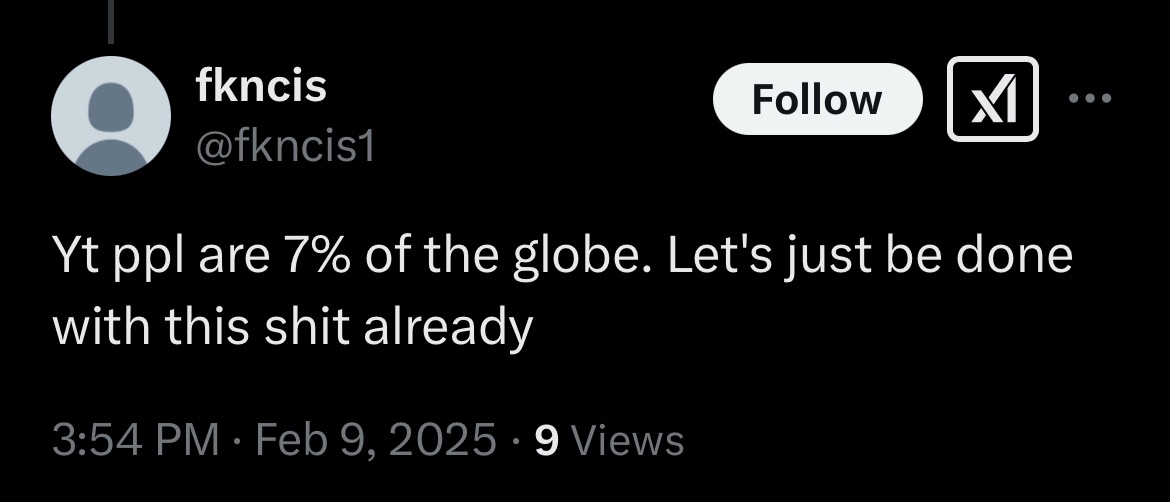 fkncis
@fkncis1
Follow
Yt ppl are 7% of the globe. Let's just be done
with this shit already
3:54 PM · Feb 9, 2025 · 9 Views